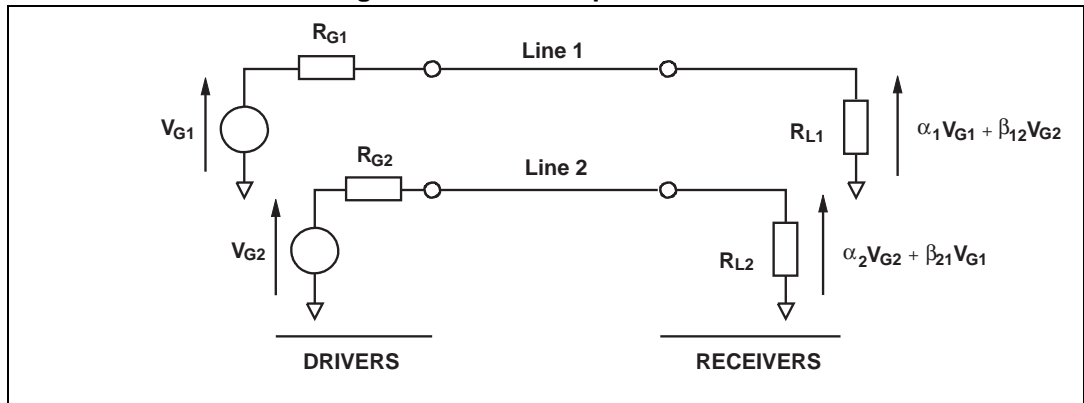 R_G1
Line 1
V_G1
R_L1
α_1V_G1 + β_12V_G2
R_G2
Line 2
V_G2
R_L2
α_2V_G2 + β_21V_G1
DRIVERS
RECEIVERS